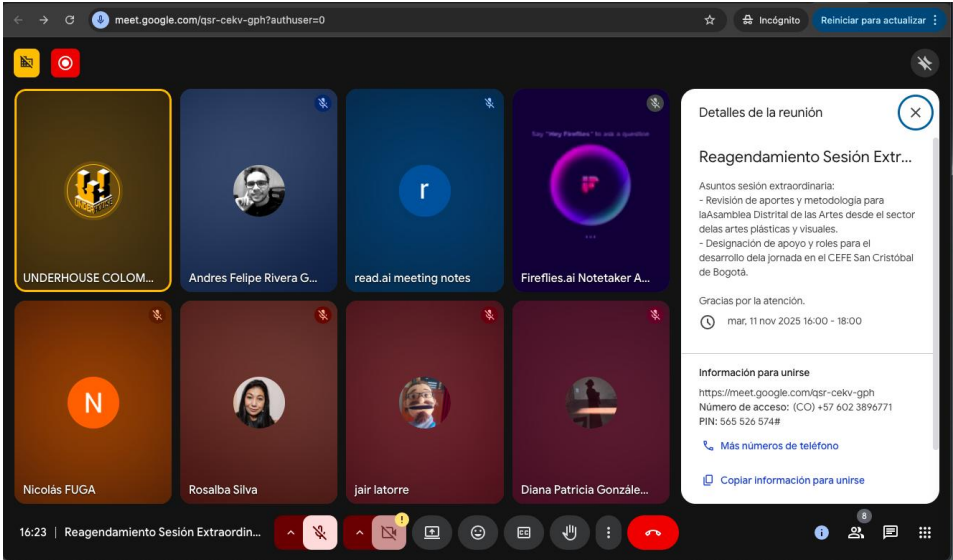 meet.google.com/qsr-cekv-gph?authuser=0
Incógnito
Reiniciar para actualizar
Say "Hey Fireflies" to ask a question
UNDERHOUSE COLOM...
Andres Felipe Rivera G...
r
read.ai meeting notes
Fireflies.ai Notetaker A...
N
Nicolás FUGA
Rosalba Silva
jair latorre
Diana Patricia Gonzále...
Detalles de la reunión
Reagendamiento Sesión Extr...
Asuntos sesión extraordinaria:
- Revisión de aportes y metodología para
laAsamblea Distrital de las Artes desde el sector
delas artes plásticas y visuales.
- Designación de apoyo y roles para el
desarrollo dela jornada en el CEFE San Cristóbal
de Bogotá.
Gracias por la atención.
mar, 11 nov 2025 16:00 - 18:00
Información para unirse
https://meet.google.com/qsr-cekv-gph
Número de acceso: (CO) +57 602 3896771
PIN: 565 526 574#
Más números de teléfono
Copiar información para unirse
16:23 | Reagendamiento Sesión Extraordin...
8